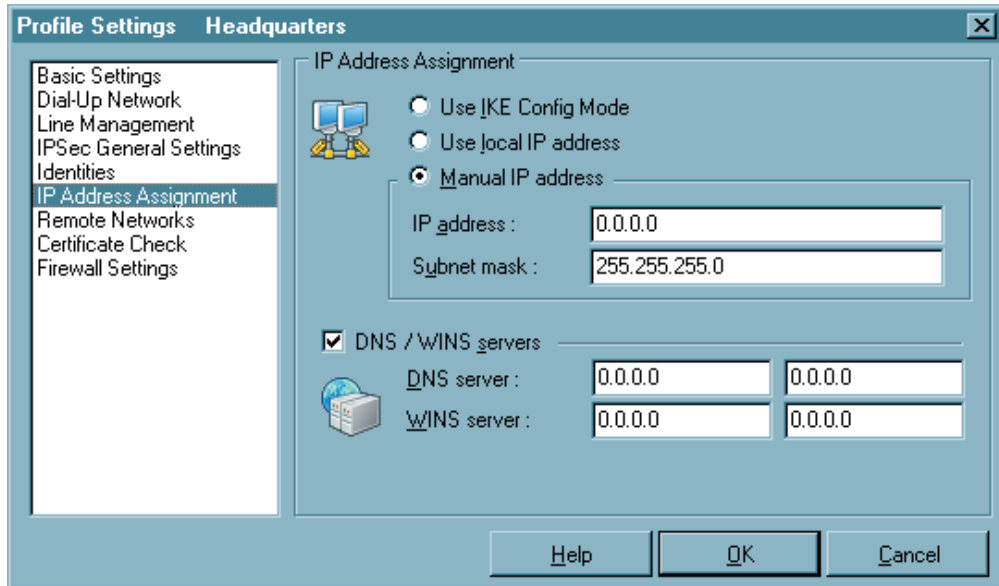 Profile Settings Headquarters
Basic Settings
Dial-Up Network
Line Management
IPSec General Settings
Identities
IP Address Assignment
Remote Networks
Certificate Check
Firewall Settings
IP Address Assignment
Use IKE Config Mode
Use local IP address
Manual IP address
IP address : 0.0.0.0
Subnet mask : 255.255.255.0
DNS / WINS servers
DNS server : 0.0.0.0 0.0.0.0
WINS server : 0.0.0.0 0.0.0.0
Help OK Cancel